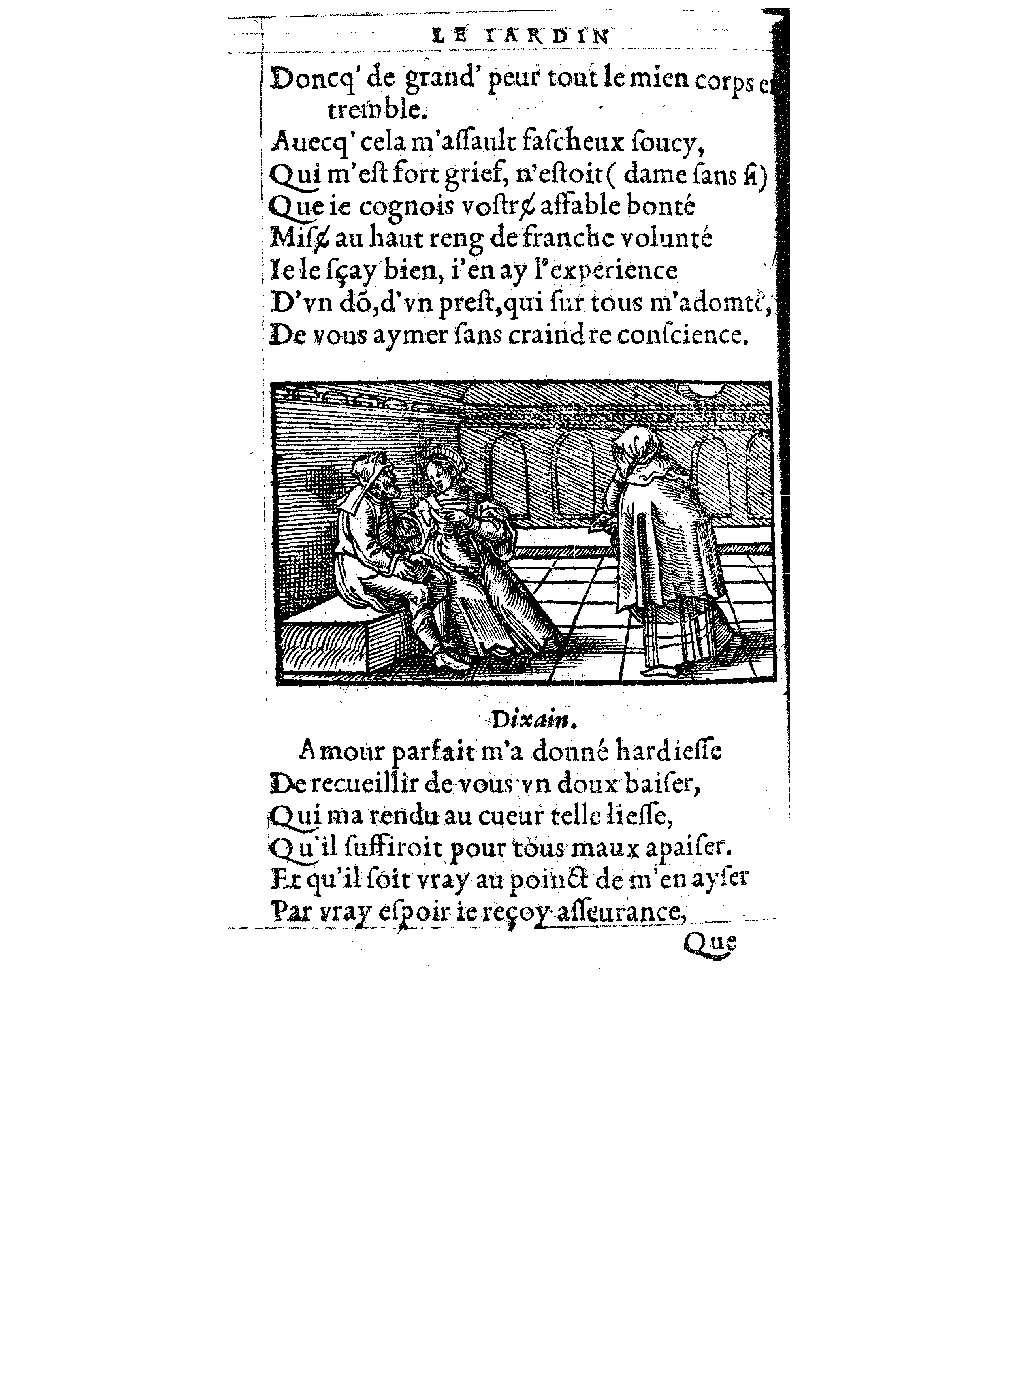 LE IARDIN
Doncq' de grand' peur tout le mien corps en
tremble.
Auecq' cela m'aſſault faſcheux ſoucy,
Qui m'eſt fort grief, n'eſtoit ( dame ſans ſi)
Que ie cognois voſtrɇ affable bonté
Miſɇ au haut reng de franche volunté
Ie le ſçay bien, i'en ay l'experience
D'vn dõ, d'vn preſt, qui ſur tous m'adomté,
De vous aymer ſans craindre conſcience.
Dixain.
Amour parfait m'a donné hardieſſe
De recueillir de vous vn doux baiſer,
Qui ma rendu au cueur telle lieſſe,
Qu'il ſuffiroit pour tous maux apaiſer.
Et qu'il ſoit vray au poinct de m'en ayſer
Par vray eſpoir ie reçoy aſſeurance,
Que